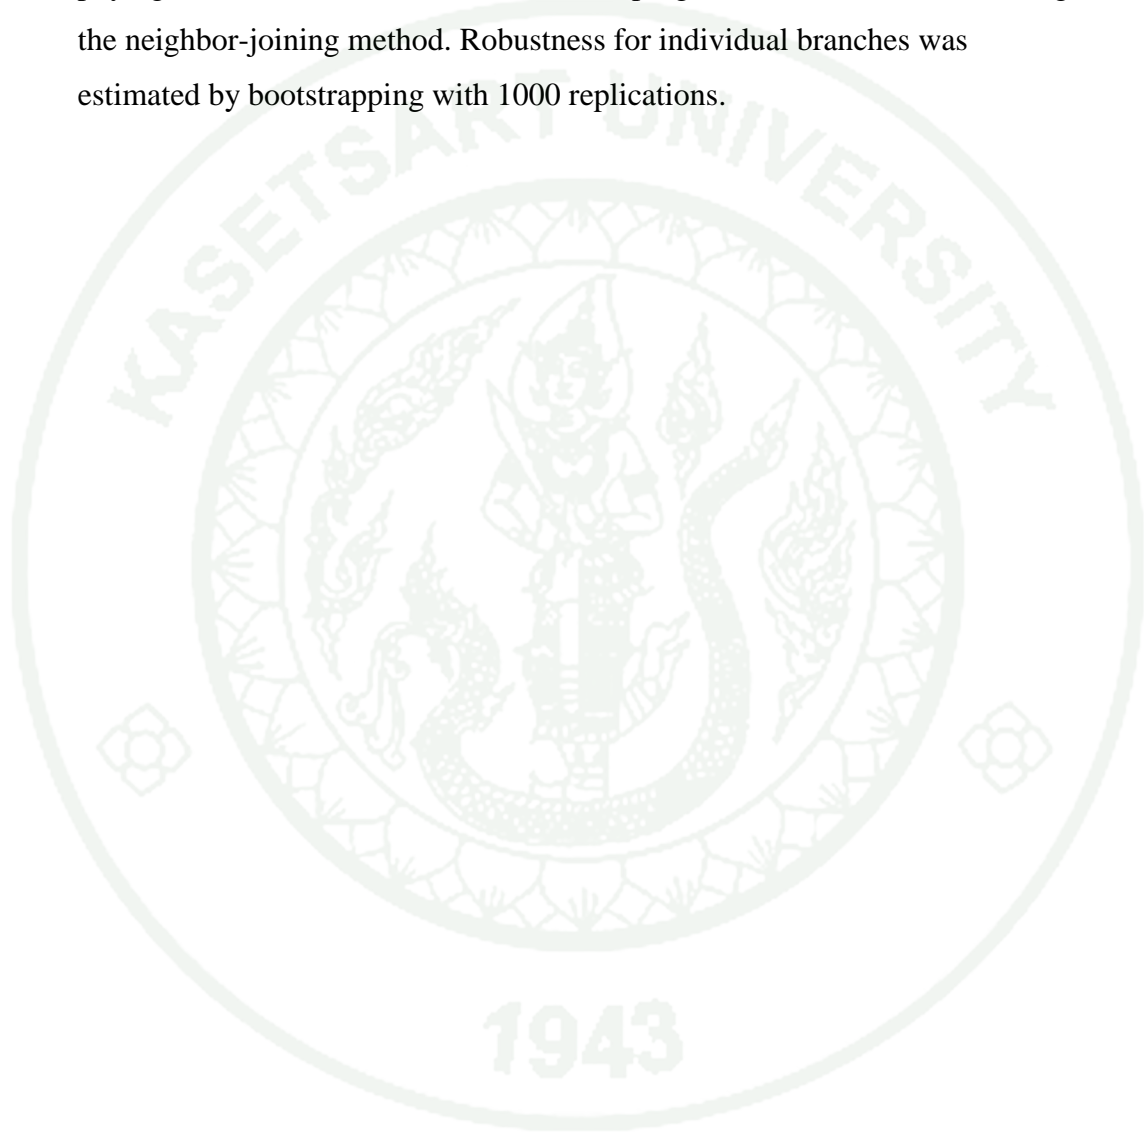 the neighbor-joining method. Robustness for individual branches was
estimated by bootstrapping with 1000 replications.
KASETSART UNIVERSITY
1943